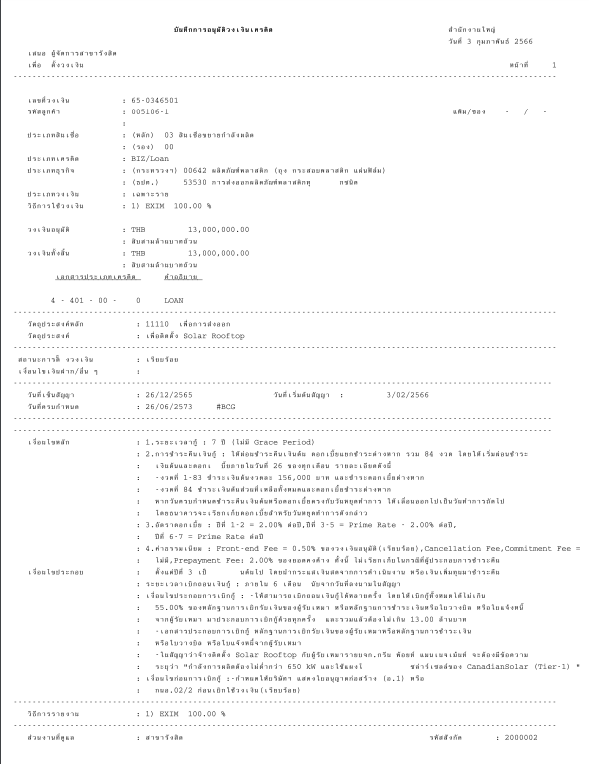 บันทึกการอนุมัติวงเงินเครดิต สำนักงานใหญ่
วันที่ 3 กุมภาพันธ์ 2566
เสนอ ผู้จัดการสาขารังสิต
เพื่อ ตั้งวงเงิน หน้าที่ 1
เลขที่วงเงิน : 65-0346501
รหัสลูกค้า : 005106-1 แฟ้ม/ซอง - / -
:
ประเภทสินเชื่อ : (หลัก) 03 สินเชื่อขยายกำลังผลิต
: (รอง) 00
ประเภทเครดิต : BIZ/Loan
ประเภทธุรกิจ : (กระทรวงฯ) 00642 ผลิตภัณฑ์พลาสติก (ถุง กระสอบพลาสติก แผ่นฟิล์ม)
: (ธปท.) 53530 การส่งออกผลิตภัณฑ์พลาสติกทุ กชนิด
ประเภทวงเงิน : เฉพาะราย
วิธีการใช้วงเงิน : 1) EXIM 100.00 %
วงเงินอนุมัติ : THB 13,000,000.00
: สิบสามล้านบาทถ้วน
วงเงินทั้งสิ้น : THB 13,000,000.00
: สิบสามล้านบาทถ้วน
เอกสารประเภทเครดิต คำอธิบาย
4 - 401 - 00 - 0 LOAN
วัตถุประสงค์หลัก : 11110 เพื่อการส่งออก
วัตถุประสงค์ : เพื่อติดตั้ง Solar Rooftop
สถานะการตั้ งวงเงิน : เรียบร้อย
เงื่อนไขเงินฝาก/อื่น ๆ :
วันที่เซ็นสัญญา : 26/12/2565 วันที่เริ่มต้นสัญญา : 3/02/2566
วันที่ครบกำหนด : 26/06/2573 #BCG
เงื่อนไขหลัก : 1.ระยะเวลากู้ : 7 ปี (ไม่มี Grace Period)
: 2.การชำระคืนเงินกู้ : ให้ผ่อนชำระคืนเงินต้น ดอกเบี้ยแยกชำระต่างหาก รวม 84 งวด โดยให้เริ่มผ่อนชำระ
: เงินต้นและดอกเ บี้ยภายในวันที่ 26 ของทุกเดือน รายละเอียดดังนี้
: -งวดที่ 1-83 ชำระเงินต้นงวดละ 156,000 บาท และชำระดอกเบี้ยต่างหาก
: -งวดที่ 84 ชำระเงินต้นส่วนที่เหลือทั้งหมดและดอกเบี้ยชำระต่างหาก
: หากวันครบกำหนดชำระคืนเงินต้นหรือดอกเบี้ยตรงกับวันหยุดทำการ ให้เลื่อนออกไปเป็นวันทำการถัดไป
: โดยธนาคารจะเรียกเก็บดอกเบี้ยสำหรับวันหยุดทำการดังกล่าว
: 3.อัตราดอกเบี้ย : ปีที่ 1-2 = 2.00% ต่อปี,ปีที่ 3-5 = Prime Rate - 2.00% ต่อปี,
: ปีที่ 6-7 = Prime Rate ต่อปี
: 4.ค่าธรรมเนียม : Front-end Fee = 0.50% ของวงเงินอนุมัติ(เรียบร้อย),Cancellation Fee,Commitment Fee =
: ไม่มี,Prepayment Fee: 2.00% ของยอดคงค้าง ทั้งนี้ ไม่เรียกเก็บในกรณีที่ผู้ประกอบการชำระคืน
: ตั้งแต่ปีที่ 3 เป็ นต้นไป โดยนำกระแสเงินสดจากการดำเนินงาน หรือเงินเพิ่มทุนมาชำระคืน
เงื่อนไขประกอบ : ระยะเวลาเบิกถอนเงินกู้ : ภายใน 6 เดือน นับจากวันที่ลงนามในสัญญา
: เงื่อนไขประกอบการเบิกกู้ : -ให้สามารถเบิกถอนเงินกู้ได้หลายครั้ง โดยให้เบิกกู้ทั้งหมดได้ไม่เกิน
: 55.00% ของหลักฐานการเบิกรับเงินของผู้รับเหมา หรือหลักฐานการชำระเงินหรือใบวางบิล หรือใบแจ้งหนี้
: จากผู้รับเหมา มาประกอบการเบิกกู้ด้วยทุกครั้ง และรวมแล้วต้องไม่เกิน 13.00 ล้านบาท
: -เอกสารประกอบการเบิกกู้ หลักฐานการเบิกรับเงินของผู้รับเหมาหรือหลักฐานการชำระเงิน
: หรือใบวางบิล หรือใบแจ้งหนี้จากผู้รับเหมา
: -ในสัญญาว่าจ้างติดตั้ง Solar Rooftop กับผู้รับเหมารายบจก.กรีน พ้อยท์ แมนเนจเม้นท์ จะต้องมีข้อความ
: ระบุว่า "กำลังการผลิตต้องไม่ต่ำกว่า 650 kW และใช้แผงโ ซล่าร์เซลล์ของ CanadianSolar (Tier-1) "
: เงื่อนไขก่อนการเบิกกู้ :-กำหนดให้บริษัทฯ แสดงใบอนุญาตก่อสร้าง (อ.1) หรือ
: กนอ.02/2 ก่อนเบิกใช้วงเงิน(เรียบร้อย)
วิธีการรายงาน : 1) EXIM 100.00 %
ส่วนงานที่ดูแล : สาขารังสิต รหัสสังกัด : 2000002